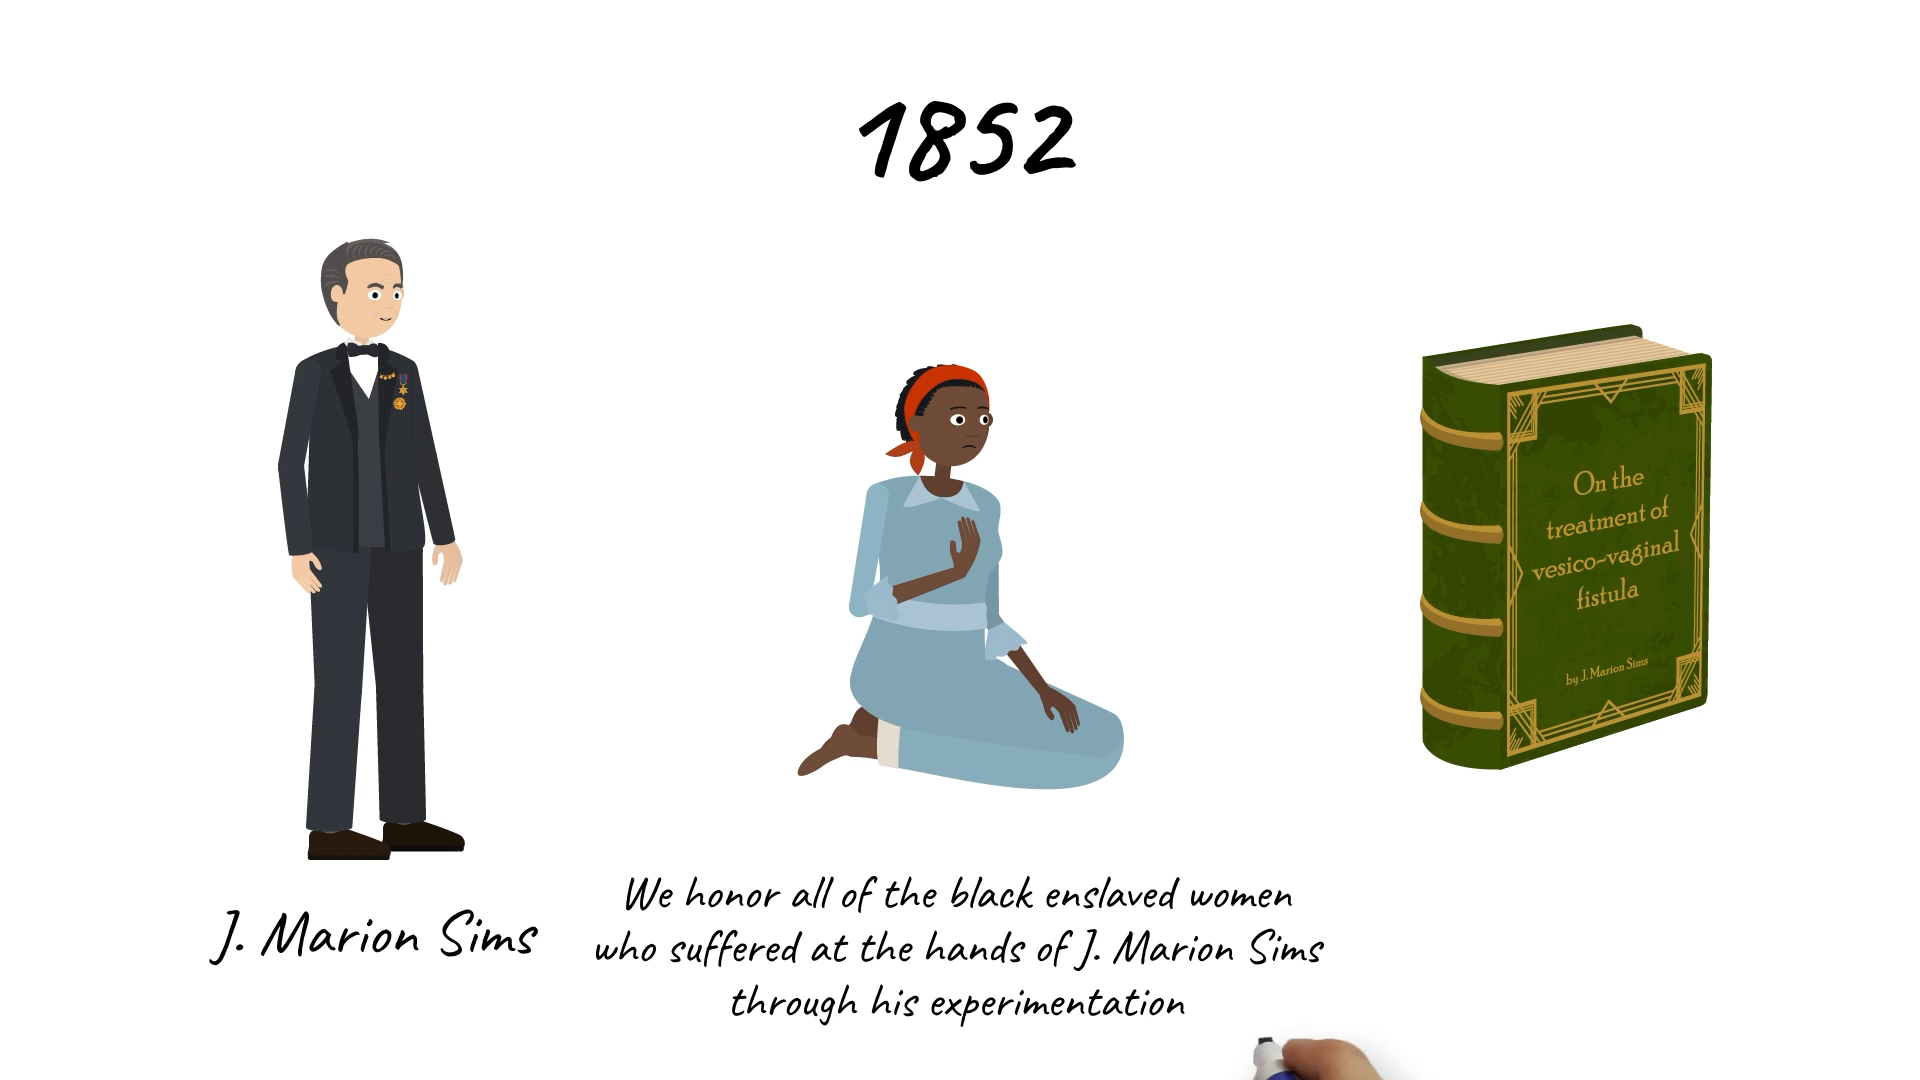 1852
J. Marion Sims
We honor all of the black enslaved women
who suffered at the hands of J. Marion Sims
through his experimentation
On the
treatment of
vesico-vaginal
fistula
by J. Marion Sims